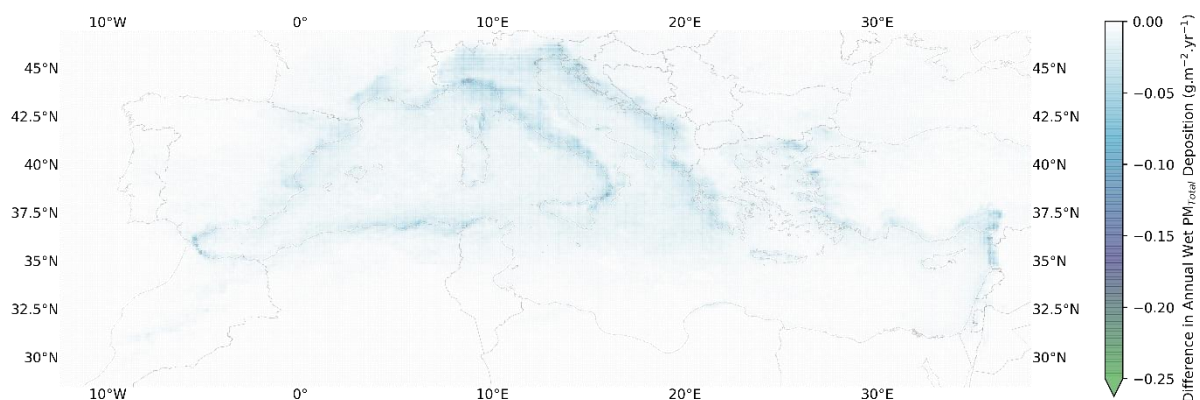 10°W 0° 10°E 20°E 30°E
45°N 45°N
42.5°N 42.5°N
40°N 40°N
37.5°N 37.5°N
35°N 35°N
32.5°N 32.5°N
30°N 30°N
10°W 0° 10°E 20°E 30°E
0.00
−0.05
−0.10
−0.15
−0.20
−0.25
Difference in Annual Wet PM_Total Deposition (g.m⁻².yr⁻¹)